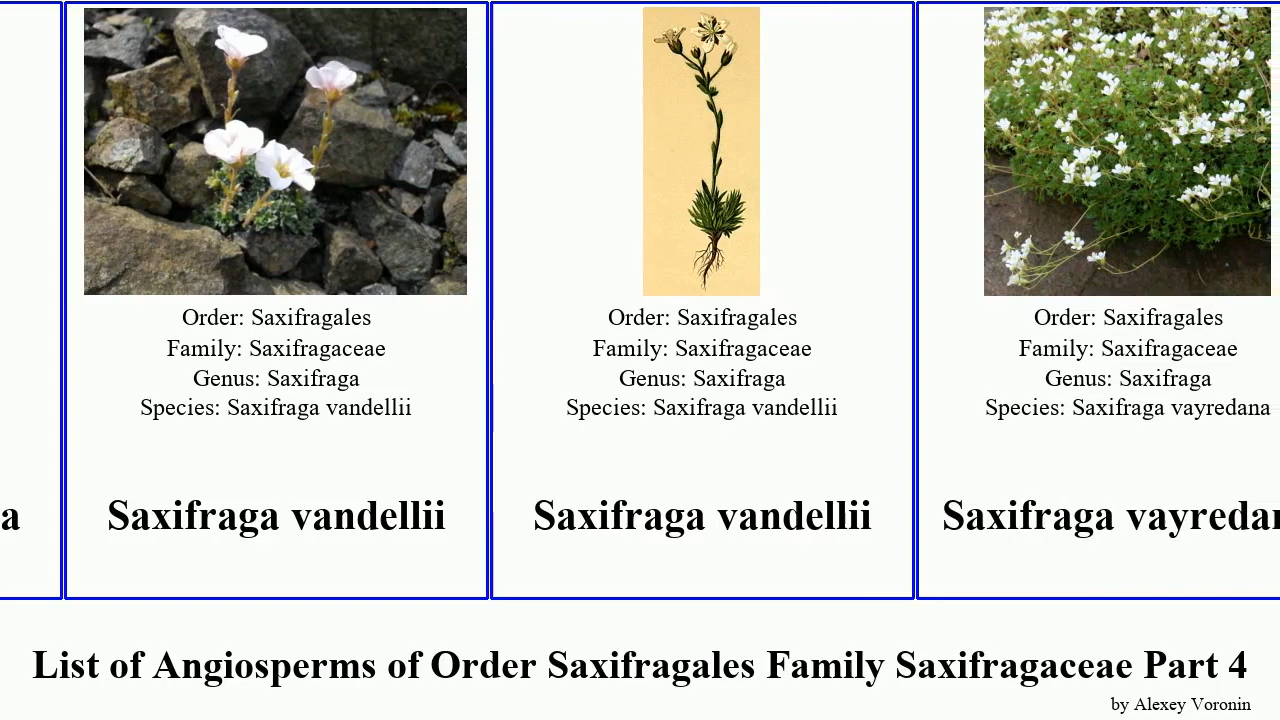 Order: Saxifragales
Family: Saxifragaceae
Genus: Saxifraga
Species: Saxifraga vandellii
Order: Saxifragales
Family: Saxifragaceae
Genus: Saxifraga
Species: Saxifraga vandellii
Order: Saxifragales
Family: Saxifragaceae
Genus: Saxifraga
Species: Saxifraga vayredana
a
Saxifraga vandellii
Saxifraga vandellii
Saxifraga vayredan
List of Angiosperms of Order Saxifragales Family Saxifragaceae Part 4
by Alexey Voronin